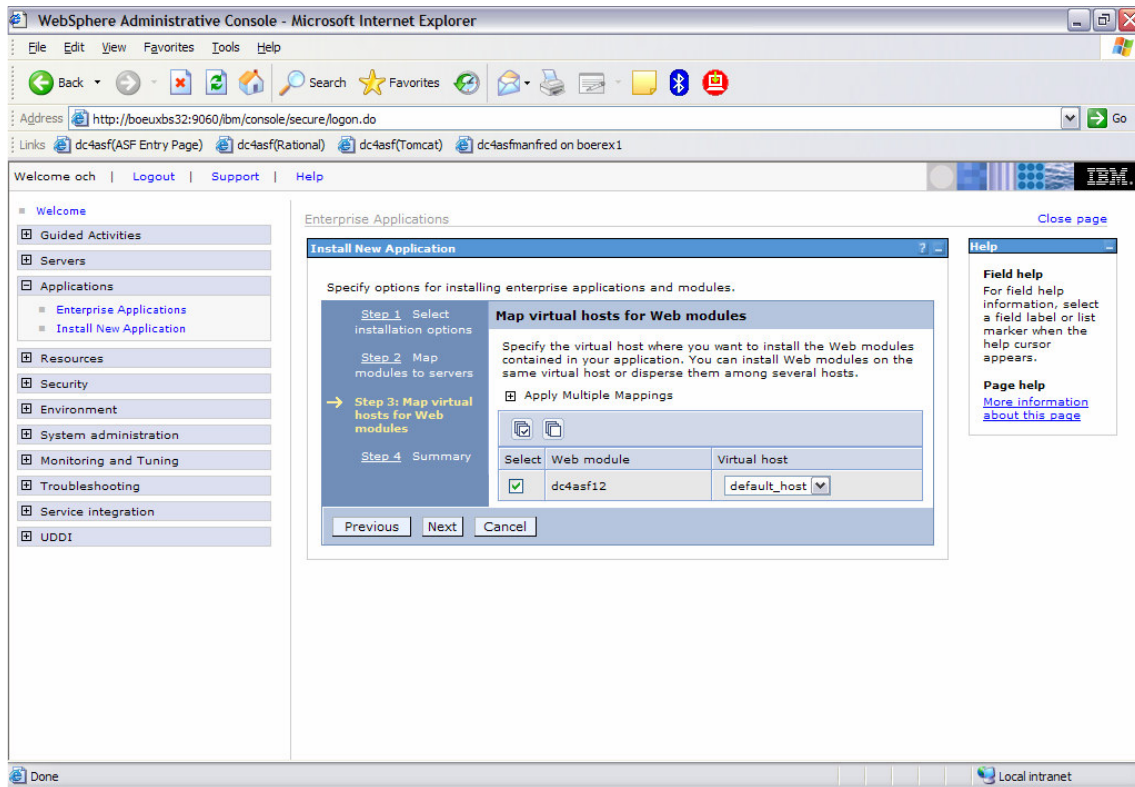 WebSphere Administrative Console - Microsoft Internet Explorer
File Edit View Favorites Tools Help
Back Search Favorites
Address http://boeuxbs32:9060/ibm/console/secure/logon.do Go
Links dc4asf(ASF Entry Page) dc4asf(Rational) dc4asf(Tomcat) dc4asfmanfred on boerex1
Welcome och | Logout | Support | Help IBM.
Welcome
Guided Activities
Servers
Applications
Enterprise Applications
Install New Application
Resources
Security
Environment
System administration
Monitoring and Tuning
Troubleshooting
Service integration
UDDI
Enterprise Applications Close page
Install New Application ? -
Specify options for installing enterprise applications and modules.
Step 1 Select
installation options
Step 2 Map
modules to servers
Step 3: Map virtual
hosts for Web
modules
Step 4 Summary
Map virtual hosts for Web modules
Specify the virtual host where you want to install the Web modules
contained in your application. You can install Web modules on the
same virtual host or disperse them among several hosts.
Apply Multiple Mappings
Select Web module Virtual host
dc4asf12 default_host
Previous Next Cancel
Help -
Field help
For field help
information, select
a field label or list
marker when the
help cursor
appears.
Page help
More information
about this page
Done Local intranet